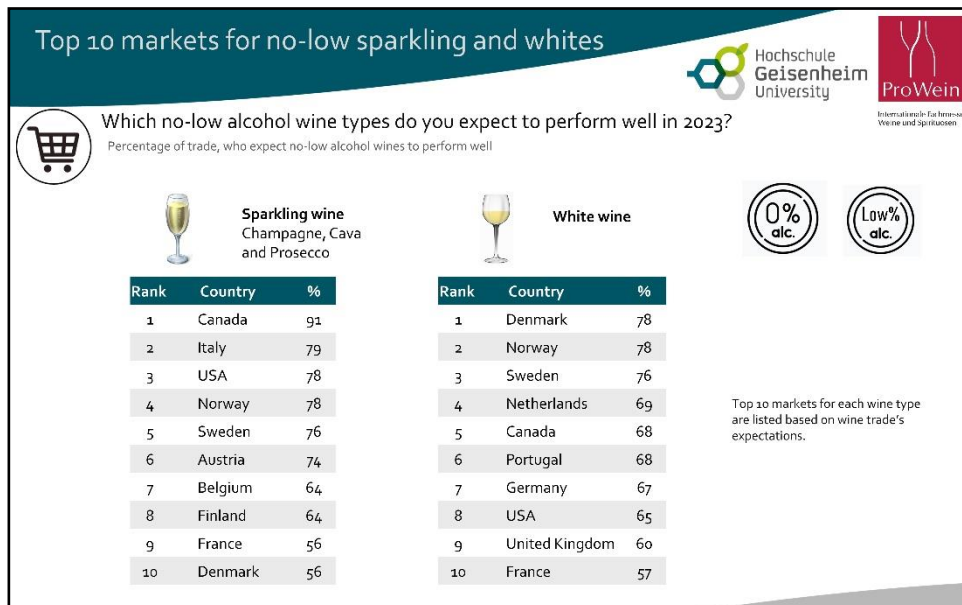 Top 10 markets for no-low sparkling and whites
Hochschule
Geisenheim
University
ProWein
Internationale Fachmesse
Weine und Spirituosen
Which no-low alcohol wine types do you expect to perform well in 2023?
Percentage of trade, who expect no-low alcohol wines to perform well
Sparkling wine
Champagne, Cava
and Prosecco
White wine
0%
alc.
Low%
alc.
Rank Country %
1 Canada 91
2 Italy 79
3 USA 78
4 Norway 78
5 Sweden 76
6 Austria 74
7 Belgium 64
8 Finland 64
9 France 56
10 Denmark 56
Rank Country %
1 Denmark 78
2 Norway 78
3 Sweden 76
4 Netherlands 69
5 Canada 68
6 Portugal 68
7 Germany 67
8 USA 65
9 United Kingdom 60
10 France 57
Top 10 markets for each wine type
are listed based on wine trade's
expectations.